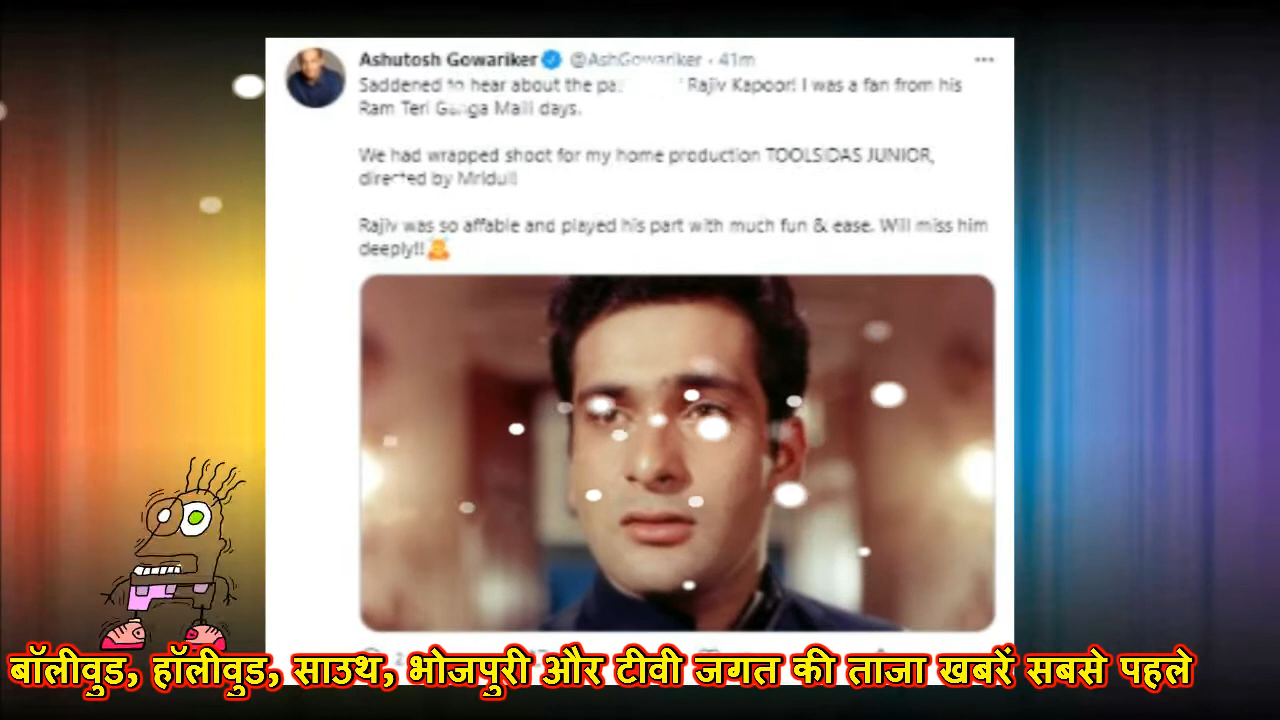 Ashutosh Gowariker @AshGowariker · 41m
Saddened to hear about the Rajiv Kapoor! I was a fan from his
Ram Teri Ganga Maili days.
We had wrapped shoot for my home production TOOLSIDAS JUNIOR,
directed by Mridul!
Rajiv was so affable and played his part with much fun & ease. Will miss him
deeply!!
बॉलीवुड, हॉलीवुड, साउथ, भोजपुरी और टीवी जगत की ताजा खबरें सबसे पहले